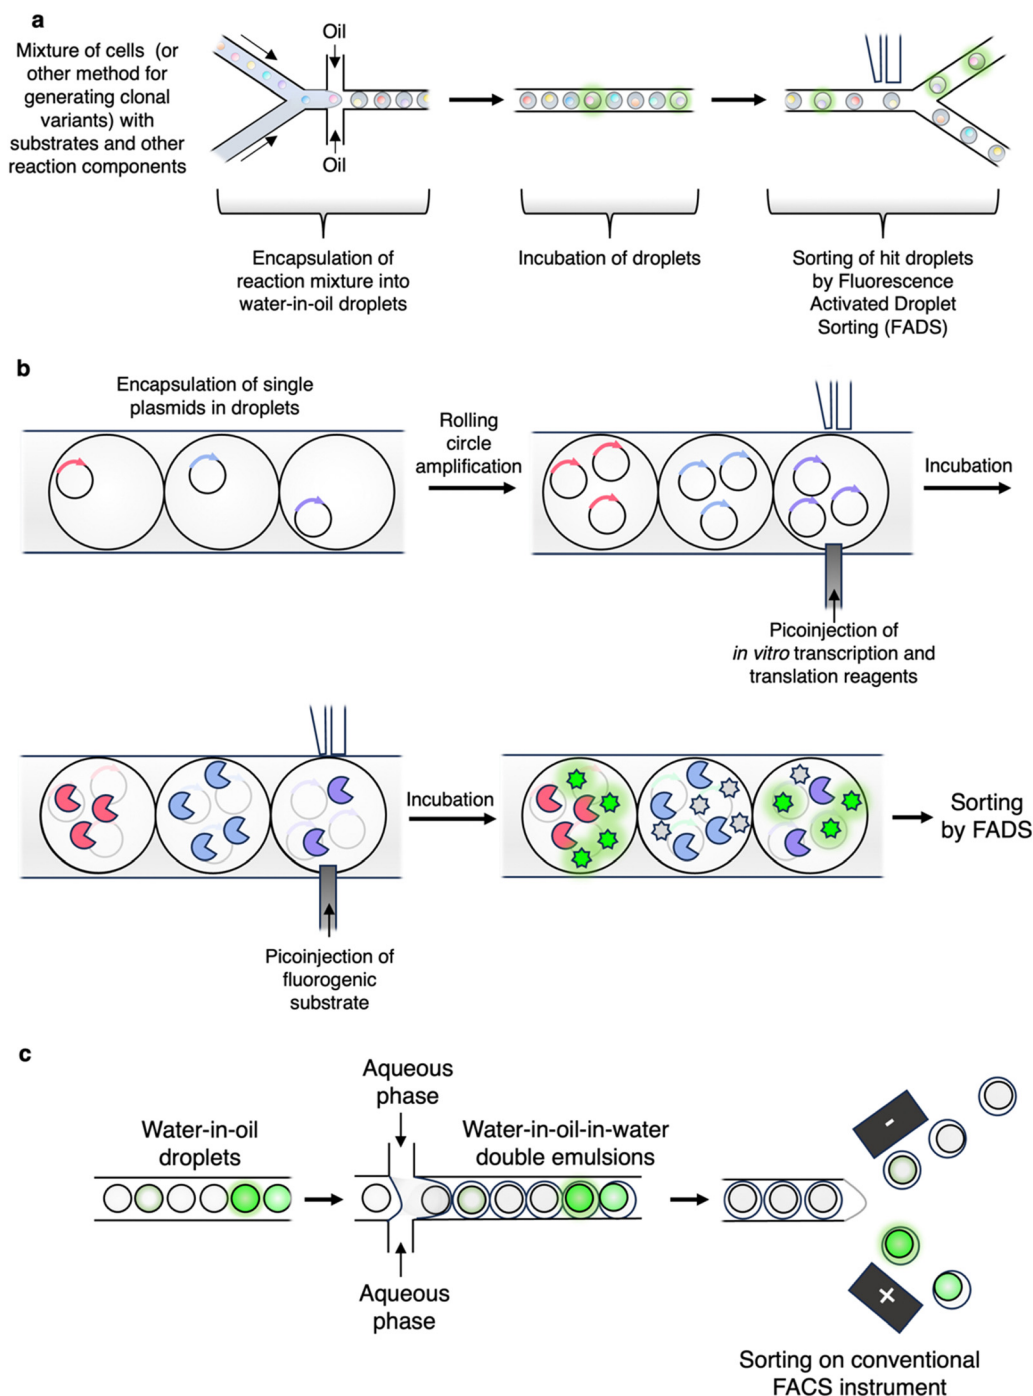 a
Mixture of cells (or
other method for
generating clonal
variants) with
substrates and other
reaction components
Oil
Oil
Encapsulation of
reaction mixture into
water-in-oil droplets
Incubation of droplets
Sorting of hit droplets
by Fluorescence
Activated Droplet
Sorting (FADS)
b
Encapsulation of single
plasmids in droplets
Rolling
circle
amplification
Incubation
Picoinjection of
in vitro transcription and
translation reagents
Incubation
Sorting
by FADS
Picoinjection of
fluorogenic
substrate
c
Water-in-oil
droplets
Aqueous
phase
Water-in-oil-in-water
double emulsions
Aqueous
phase
-
+
Sorting on conventional
FACS instrument